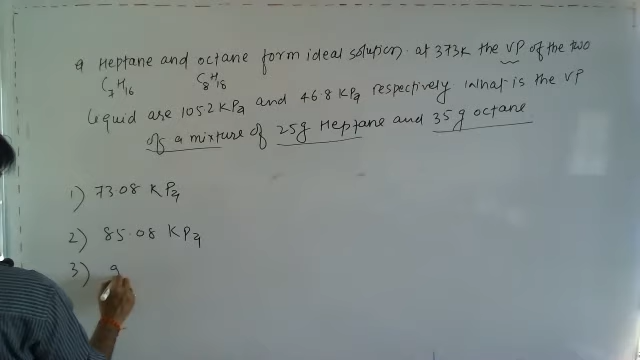 q Heptane and octane form ideal solution. at 373K the VP of the two
C7H16 C8H18
Liquid are 105.2 KPa and 46.8 KPa respectively What is the VP
of a mixture of 25g Heptane and 35g octane
1) 73.08 KPa
2) 85.08 KPa
3) 9